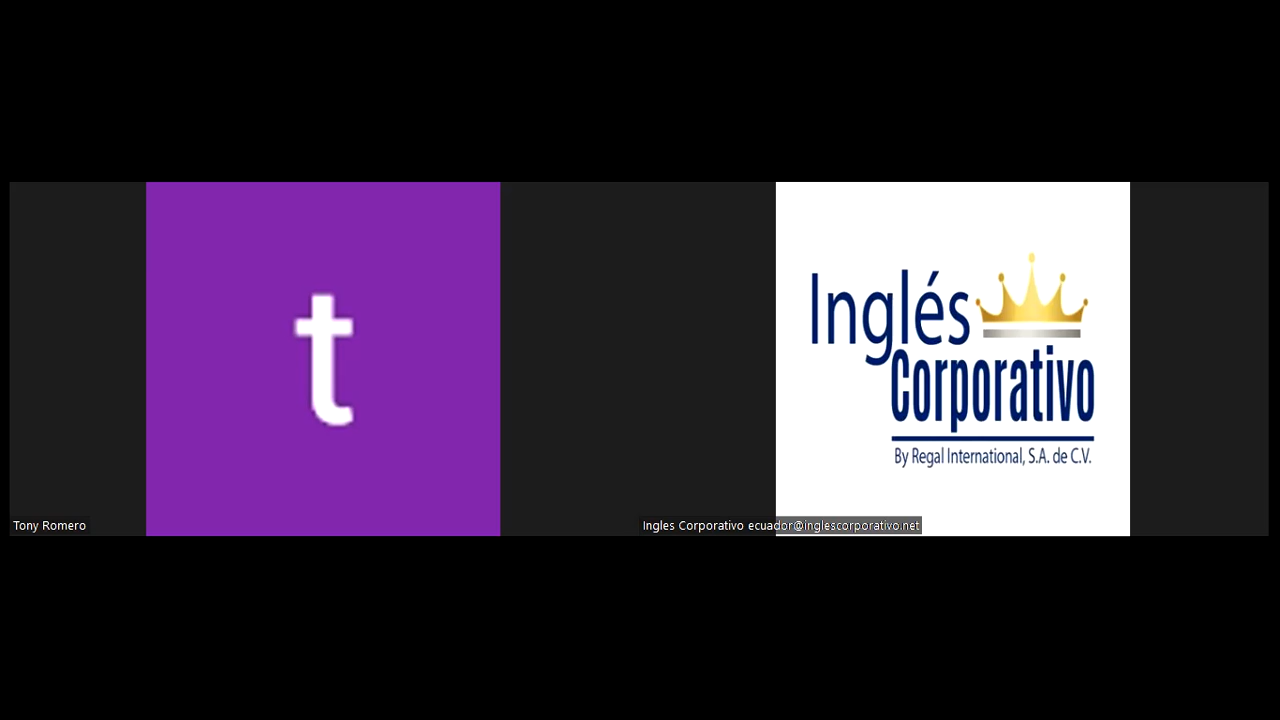 t
Tony Romero
Inglés
Corporativo
By Regal International, S.A. de C.V.
Ingles Corporativo ecuador@inglescorporativo.net